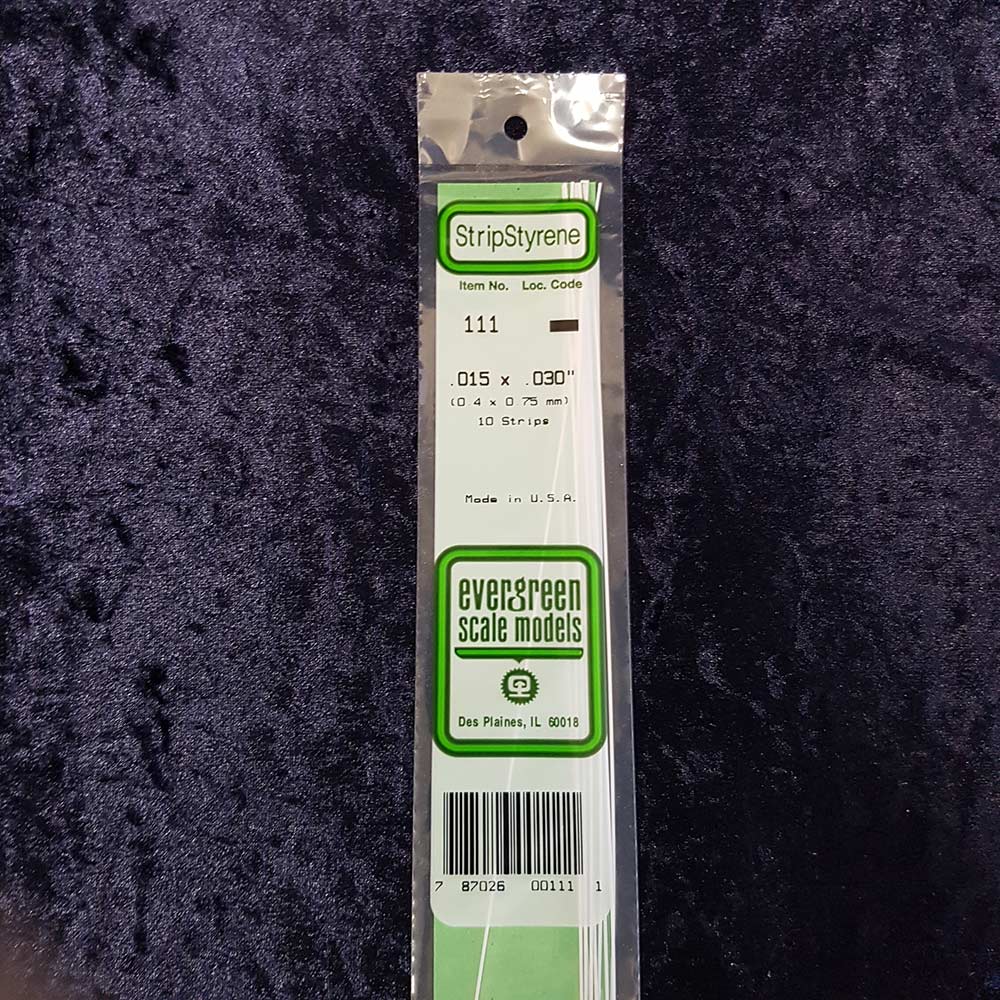 StripStyrene
Item No. Loc. Code
111
.015 x .030"
(0.4 x 0.75 mm)
10 Strips
Made in U.S.A.
evergreen
scale models
Des Plaines, IL 60018
7 87026 00111 1